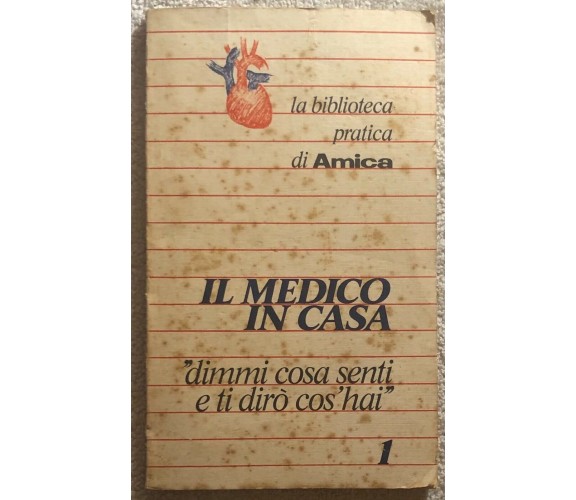 la biblioteca
pratica
di Amica
IL MEDICO
IN CASA
"dimmi cosa senti
e ti dirò cos'hai"
1